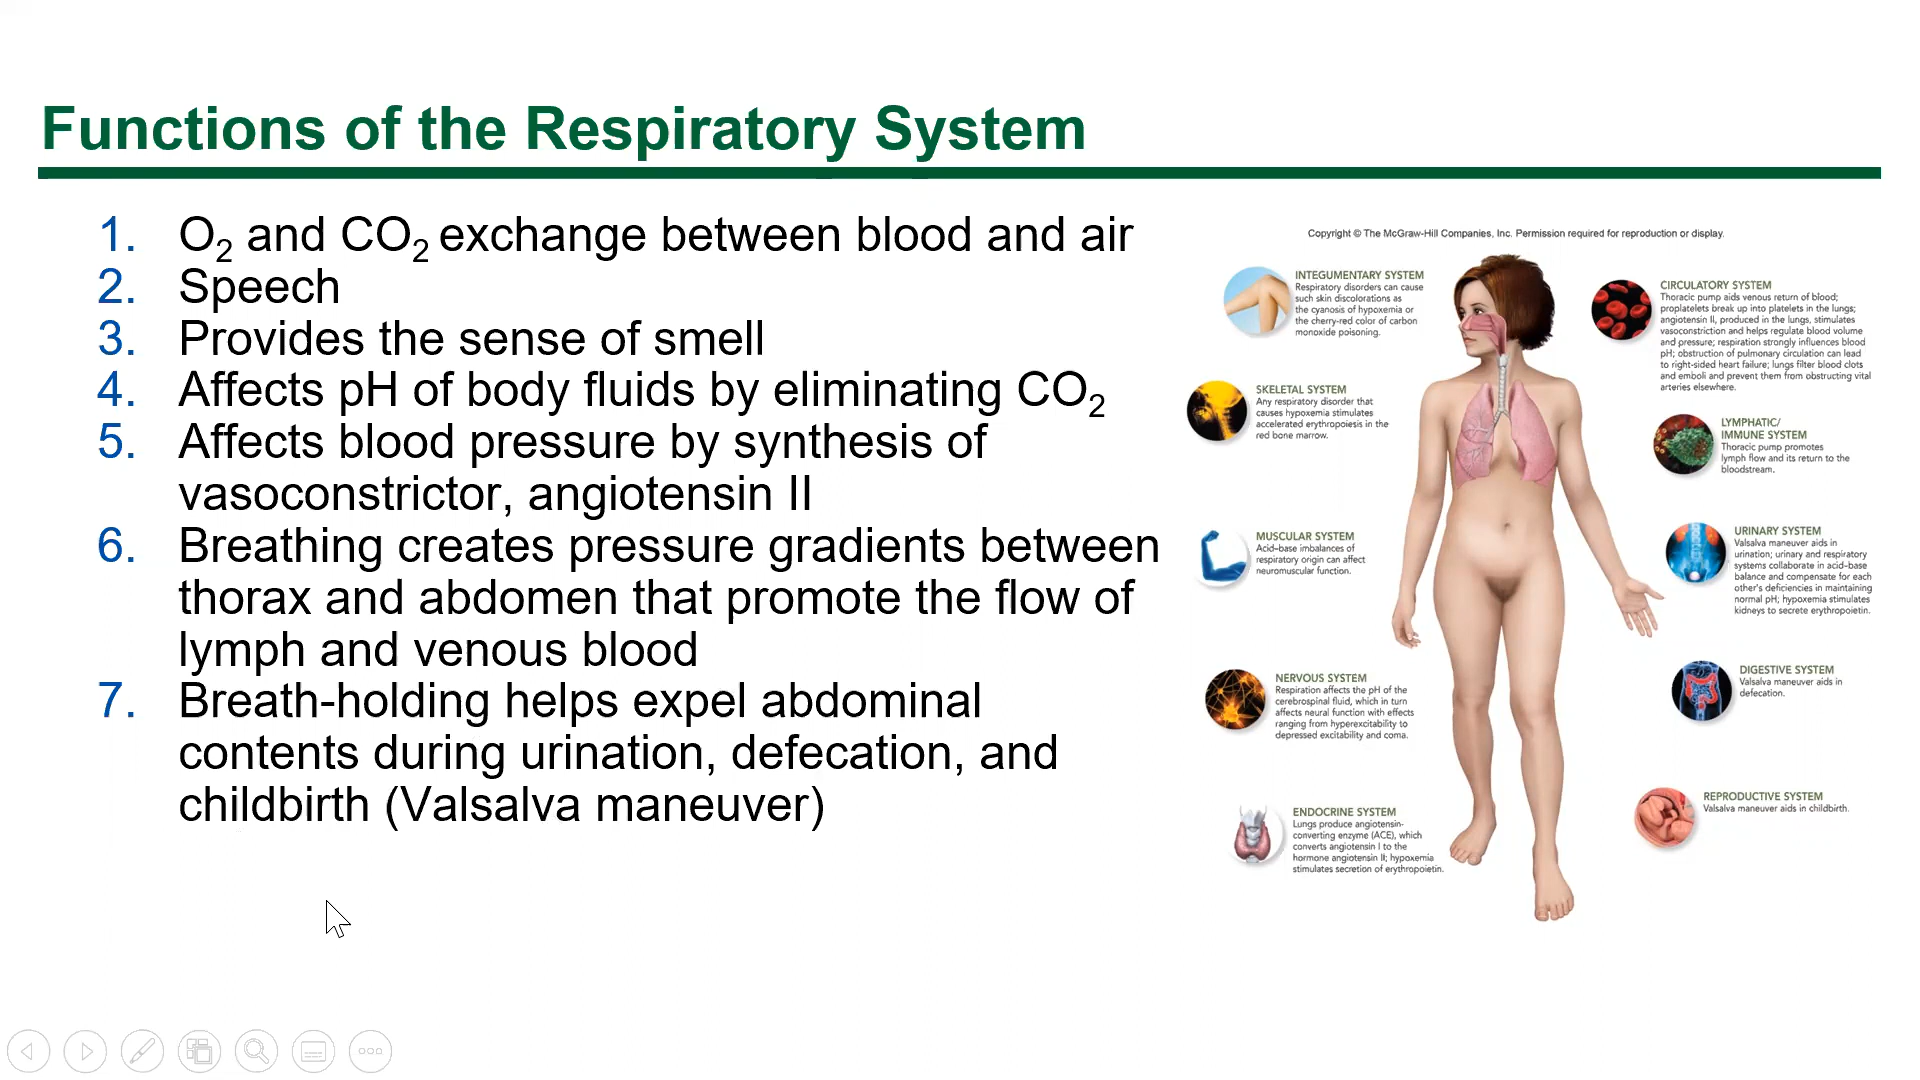 Functions of the Respiratory System
1. O2 and CO2 exchange between blood and air
2. Speech
3. Provides the sense of smell
4. Affects pH of body fluids by eliminating CO2
5. Affects blood pressure by synthesis of
vasoconstrictor, angiotensin II
6. Breathing creates pressure gradients between
thorax and abdomen that promote the flow of
lymph and venous blood
7. Breath-holding helps expel abdominal
contents during urination, defecation, and
childbirth (Valsalva maneuver)
Copyright © The McGraw-Hill Companies, Inc. Permission required for reproduction or display.
INTEGUMENTARY SYSTEM
Respiratory disorders can cause
such skin discolorations as
the cyanosis of hypoxemia or
the cherry-red color of carbon
monoxide poisoning.
SKELETAL SYSTEM
Any respiratory disorder that
causes hypoxemia stimulates
accelerated erythropoiesis in the
red bone marrow.
MUSCULAR SYSTEM
Acid–base imbalances of
respiratory origin can affect
neuromuscular function.
NERVOUS SYSTEM
Respiration affects the pH of the
cerebrospinal fluid, which in turn
affects neural function with effects
ranging from hyperexcitability to
depressed excitability and coma.
ENDOCRINE SYSTEM
Lungs produce angiotensin-
converting enzyme (ACE), which
converts angiotensin I to the
hormone angiotensin II; hypoxemia
stimulates secretion of erythropoietin.
CIRCULATORY SYSTEM
Thoracic pump aids venous return of blood;
proplatelets break up into platelets in the lungs;
angiotensin II, produced in the lungs, stimulates
vasoconstriction and helps regulate blood volume
and pressure; respiration strongly influences blood
pH; obstruction of pulmonary circulation can lead
to right-sided heart failure; lungs filter blood clots
and emboli and prevent them from obstructing vital
arteries elsewhere.
LYMPHATIC/
IMMUNE SYSTEM
Thoracic pump promotes
lymph flow and its return to the
bloodstream.
URINARY SYSTEM
Valsalva maneuver aids in
urination; urinary and respiratory
systems collaborate in acid–base
balance and compensate for each
other's deficiencies in maintaining
normal pH; hypoxemia stimulates
kidneys to secrete erythropoietin.
DIGESTIVE SYSTEM
Valsalva maneuver aids in
defecation.
REPRODUCTIVE SYSTEM
Valsalva maneuver aids in childbirth.